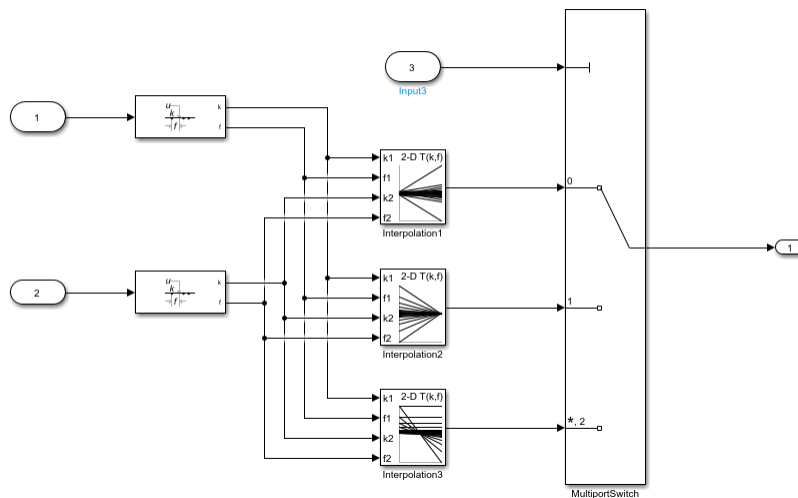 3
Input3
1
u
k
f
k
f
2-D T(k,f)
k1
f1
k2
f2
Interpolation1
0
1
2
u
k
f
k
f
2-D T(k,f)
k1
f1
k2
f2
Interpolation2
1
2-D T(k,f)
k1
f1
k2
f2
Interpolation3
*, 2
MultiportSwitch